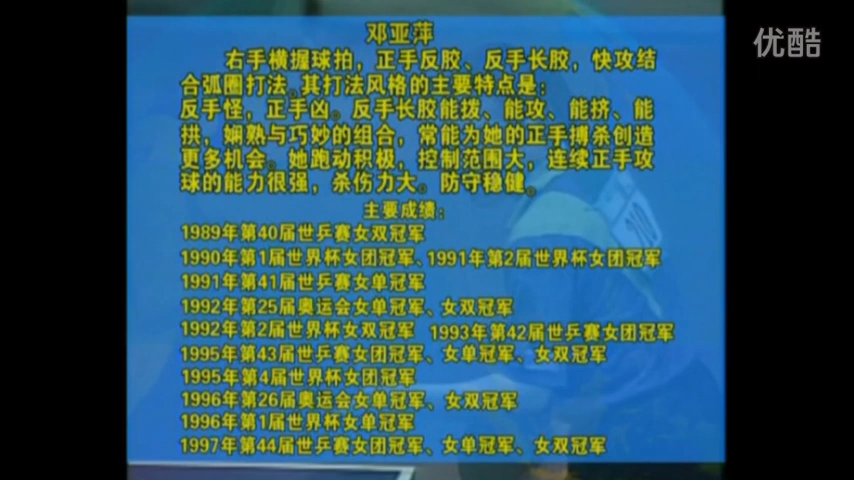 优酷
邓亚萍
右手横握球拍，正手反胶、反手长胶，快攻结
合弧圈打法。其打法风格的主要特点是：
反手怪，正手凶。反手长胶能拨、能攻、能挤、能
拱，娴熟与巧妙的组合，常能为她的正手搏杀创造
更多机会。她跑动积极，控制范围大，连续正手攻
球的能力很强，杀伤力大。防守稳健。
主要成绩：
1989年第40届世乒赛女双冠军
1990年第1届世界杯女团冠军、1991年第2届世界杯女团冠军
1991年第41届世乒赛女单冠军
1992年第25届奥运会女单冠军、女双冠军
1992年第2届世界杯女双冠军 1993年第42届世乒赛女团冠军
1995年第43届世乒赛女团冠军、女单冠军、女双冠军
1995年第4届世界杯女团冠军
1996年第26届奥运会女单冠军、女双冠军
1996年第1届世界杯女单冠军
1997年第44届世乒赛女团冠军、女单冠军、女双冠军